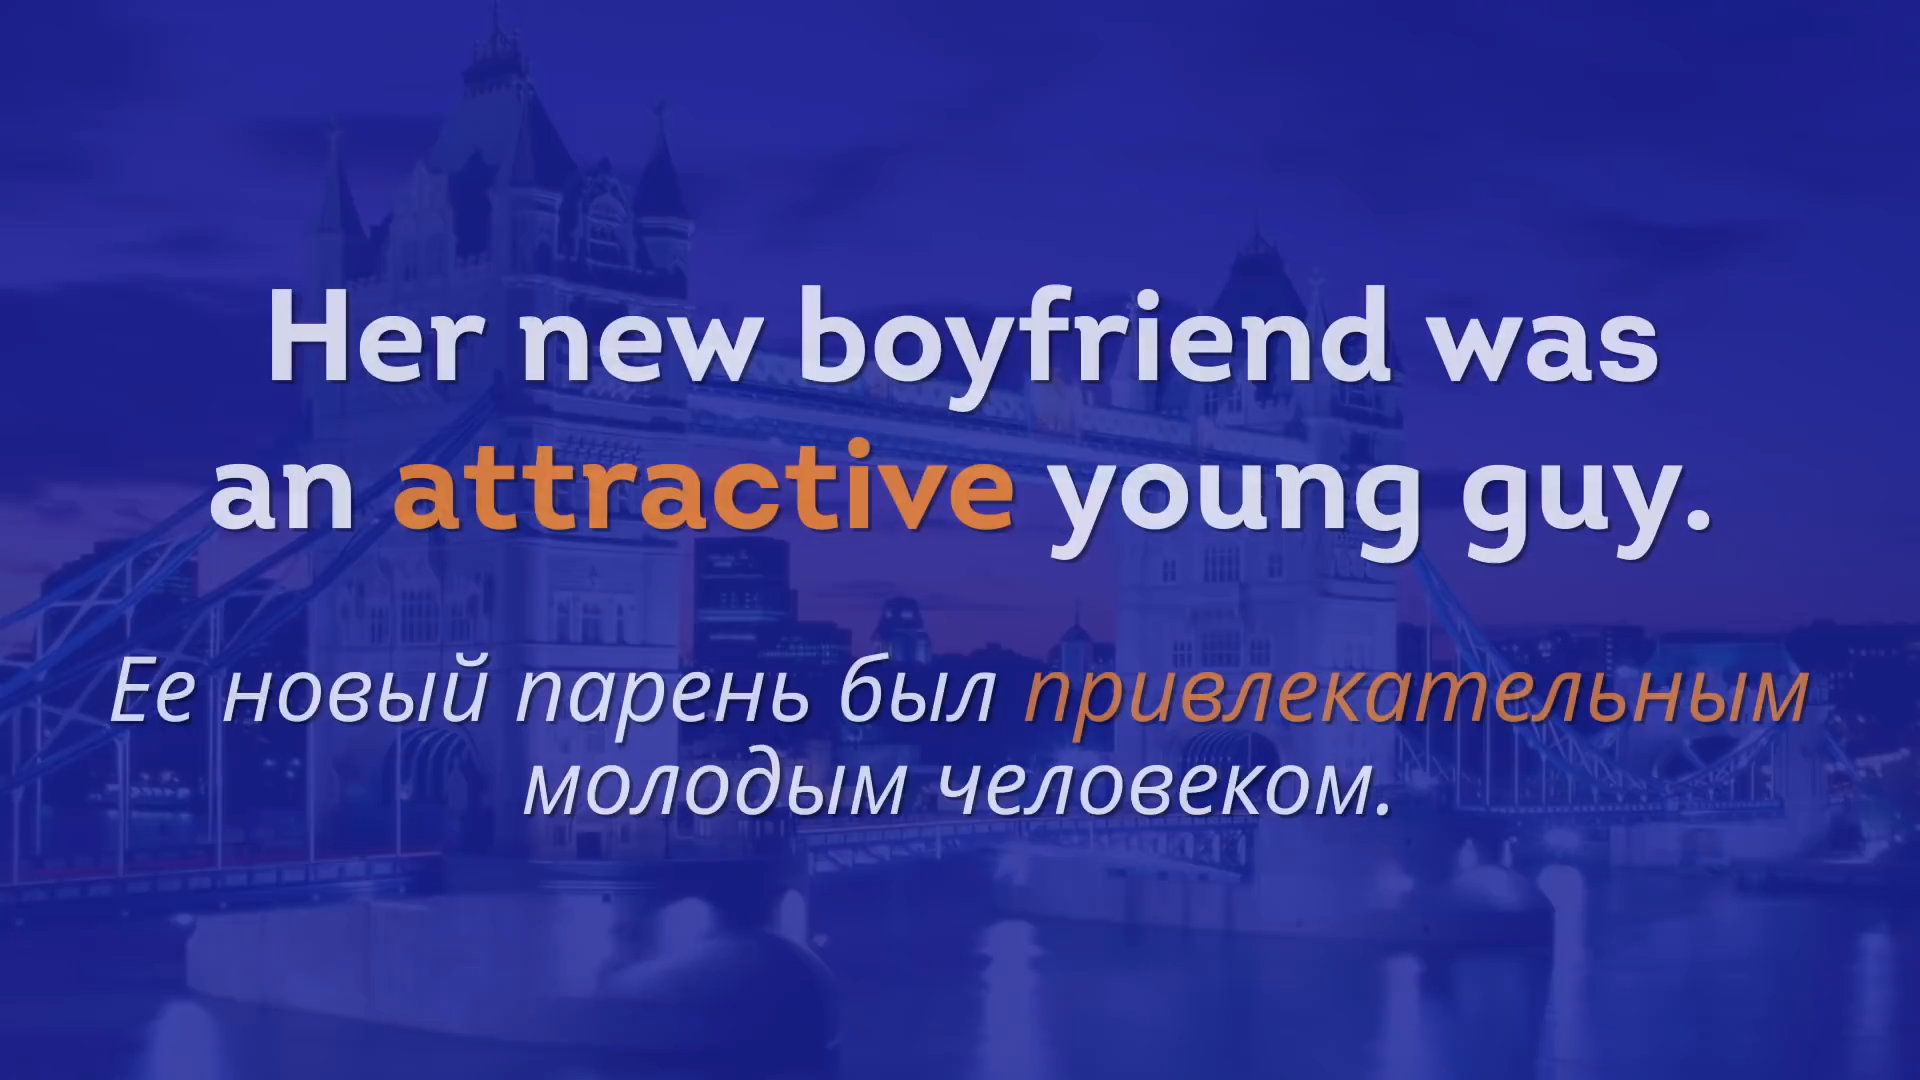 Her new boyfriend was
an attractive young guy.
Ее новый парень был привлекательным
молодым человеком.